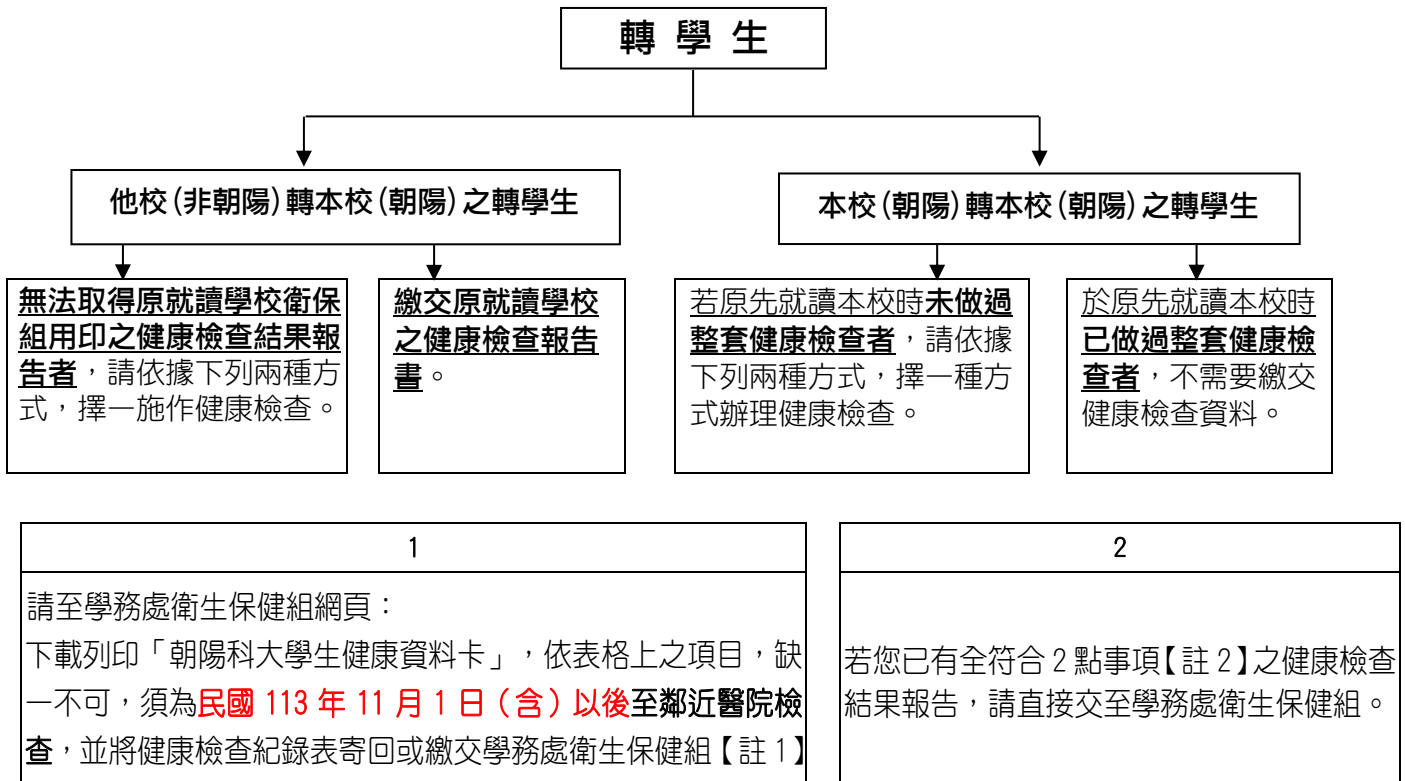 轉 學 生
他校(非朝陽)轉本校(朝陽)之轉學生
本校(朝陽)轉本校(朝陽)之轉學生
無法取得原就讀學校衛保
組用印之健康檢查結果報
告者，請依據下列兩種方
式，擇一施作健康檢查。
繳交原就讀學校
之健康檢查報告
書。
若原先就讀本校時未做過
整套健康檢查者，請依據
下列兩種方式，擇一種方
式辦理健康檢查。
於原先就讀本校時
已做過整套健康檢
查者，不需要繳交
健康檢查資料。
1
請至學務處衛生保健組網頁：
下載列印「朝陽科大學生健康資料卡」，依表格上之項目，缺
一不可，須為民國 113 年 11 月 1 日（含）以後至鄰近醫院檢
查，並將健康檢查紀錄表寄回或繳交學務處衛生保健組【註 1】
2
若您已有全符合 2 點事項【註 2】之健康檢查
結果報告，請直接交至學務處衛生保健組。